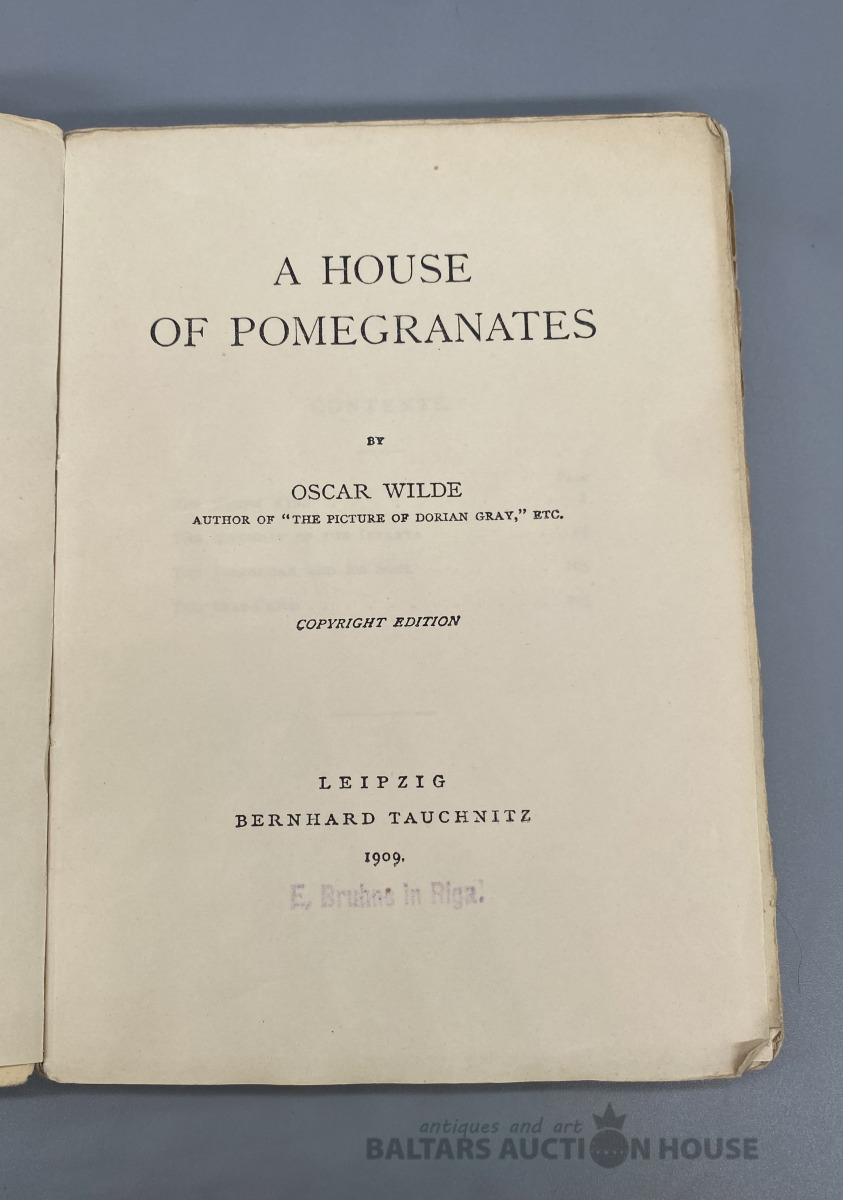 A HOUSE
OF POMEGRANATES
BY
OSCAR WILDE
AUTHOR OF “THE PICTURE OF DORIAN GRAY,” ETC.
COPYRIGHT EDITION
LEIPZIG
BERNHARD TAUCHNITZ
1909.
E. Bruhns in Riga.
antiques and art
BALTARS AUCTION HOUSE